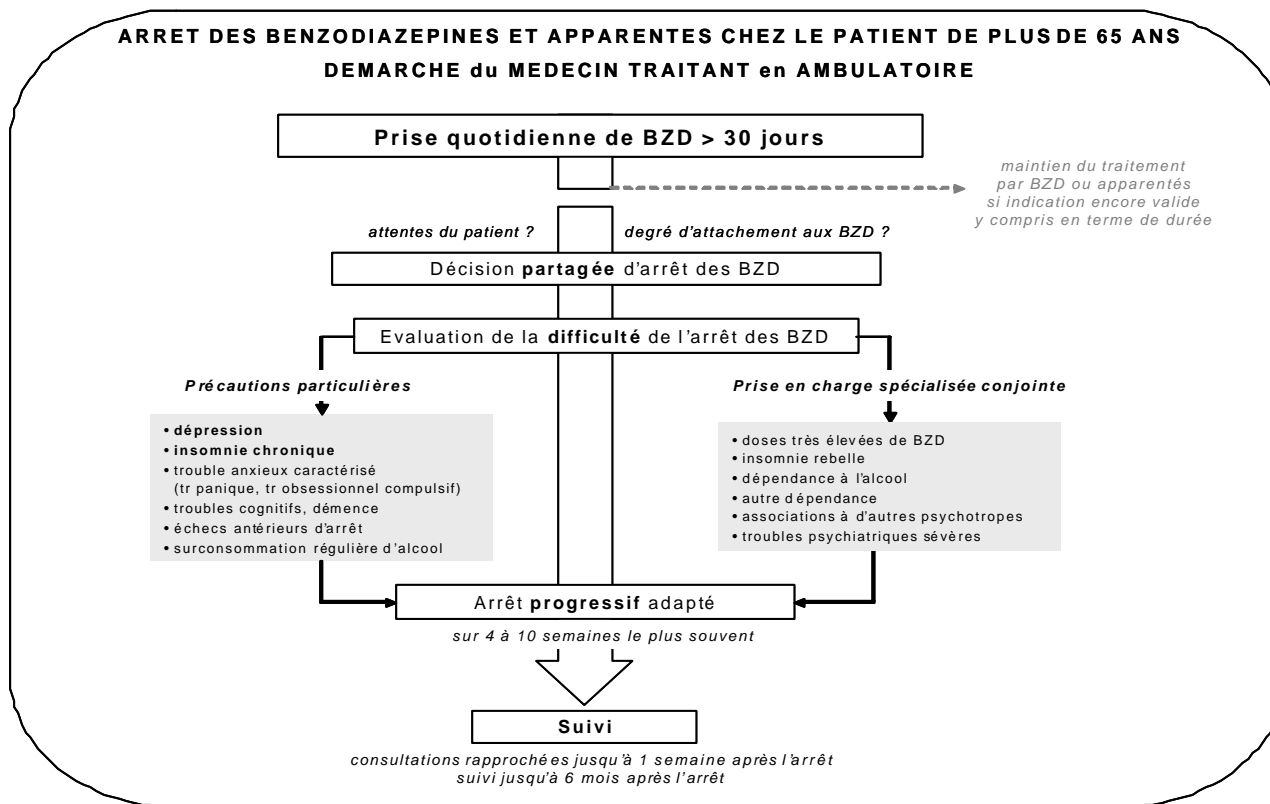 ARRET DES BENZODIAZEPINES ET APPARENTES CHEZ LE PATIENT DE PLUS DE 65 ANS
DEMARCHE du MEDECIN TRAITANT en AMBULATOIRE
Prise quotidienne de BZD > 30 jours
maintien du traitement
par BZD ou apparentés
si indication encore valide
y compris en terme de durée
attentes du patient ?
degré d'attachement aux BZD ?
Décision partagée d'arrêt des BZD
Evaluation de la difficulté de l'arrêt des BZD
Précautions particulières
• dépression
• insomnie chronique
• trouble anxieux caractérisé
(tr panique, tr obsessionnel compulsif)
• troubles cognitifs, démence
• échecs antérieurs d'arrêt
• surconsommation régulière d'alcool
Prise en charge spécialisée conjointe
• doses très élevées de BZD
• insomnie rebelle
• dépendance à l'alcool
• autre dépendance
• associations à d'autres psychotropes
• troubles psychiatriques sévères
Arrêt progressif adapté
sur 4 à 10 semaines le plus souvent
Suivi
consultations rapprochées jusqu'à 1 semaine après l'arrêt
suivi jusqu'à 6 mois après l'arrêt